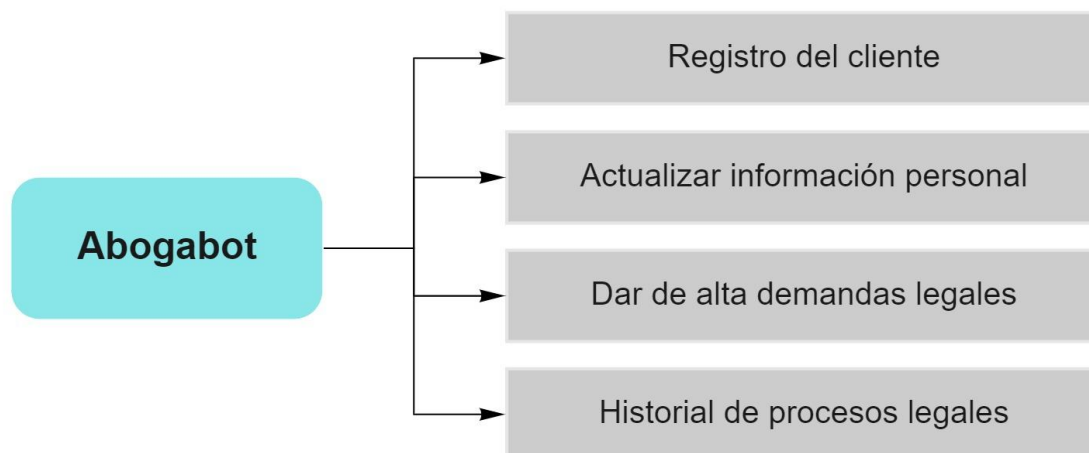 Registro del cliente
Actualizar información personal
Abogabot
Dar de alta demandas legales
Historial de procesos legales